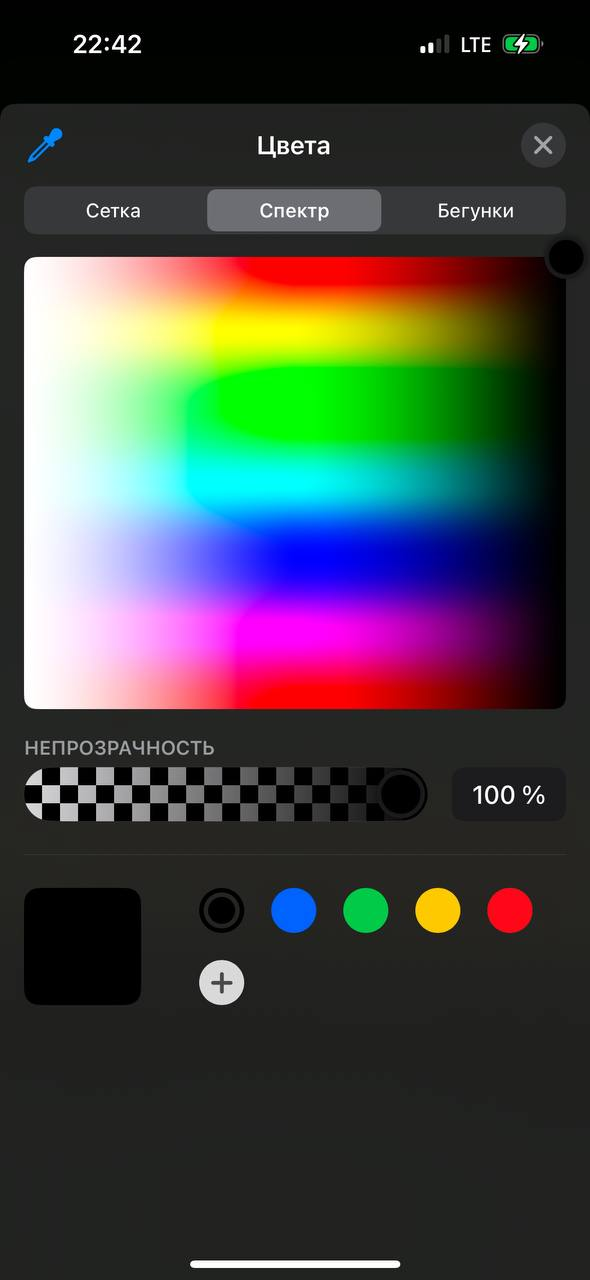 22:42
LTE
Цвета
Сетка
Спектр
Бегунки
НЕПРОЗРАЧНОСТЬ
100 %